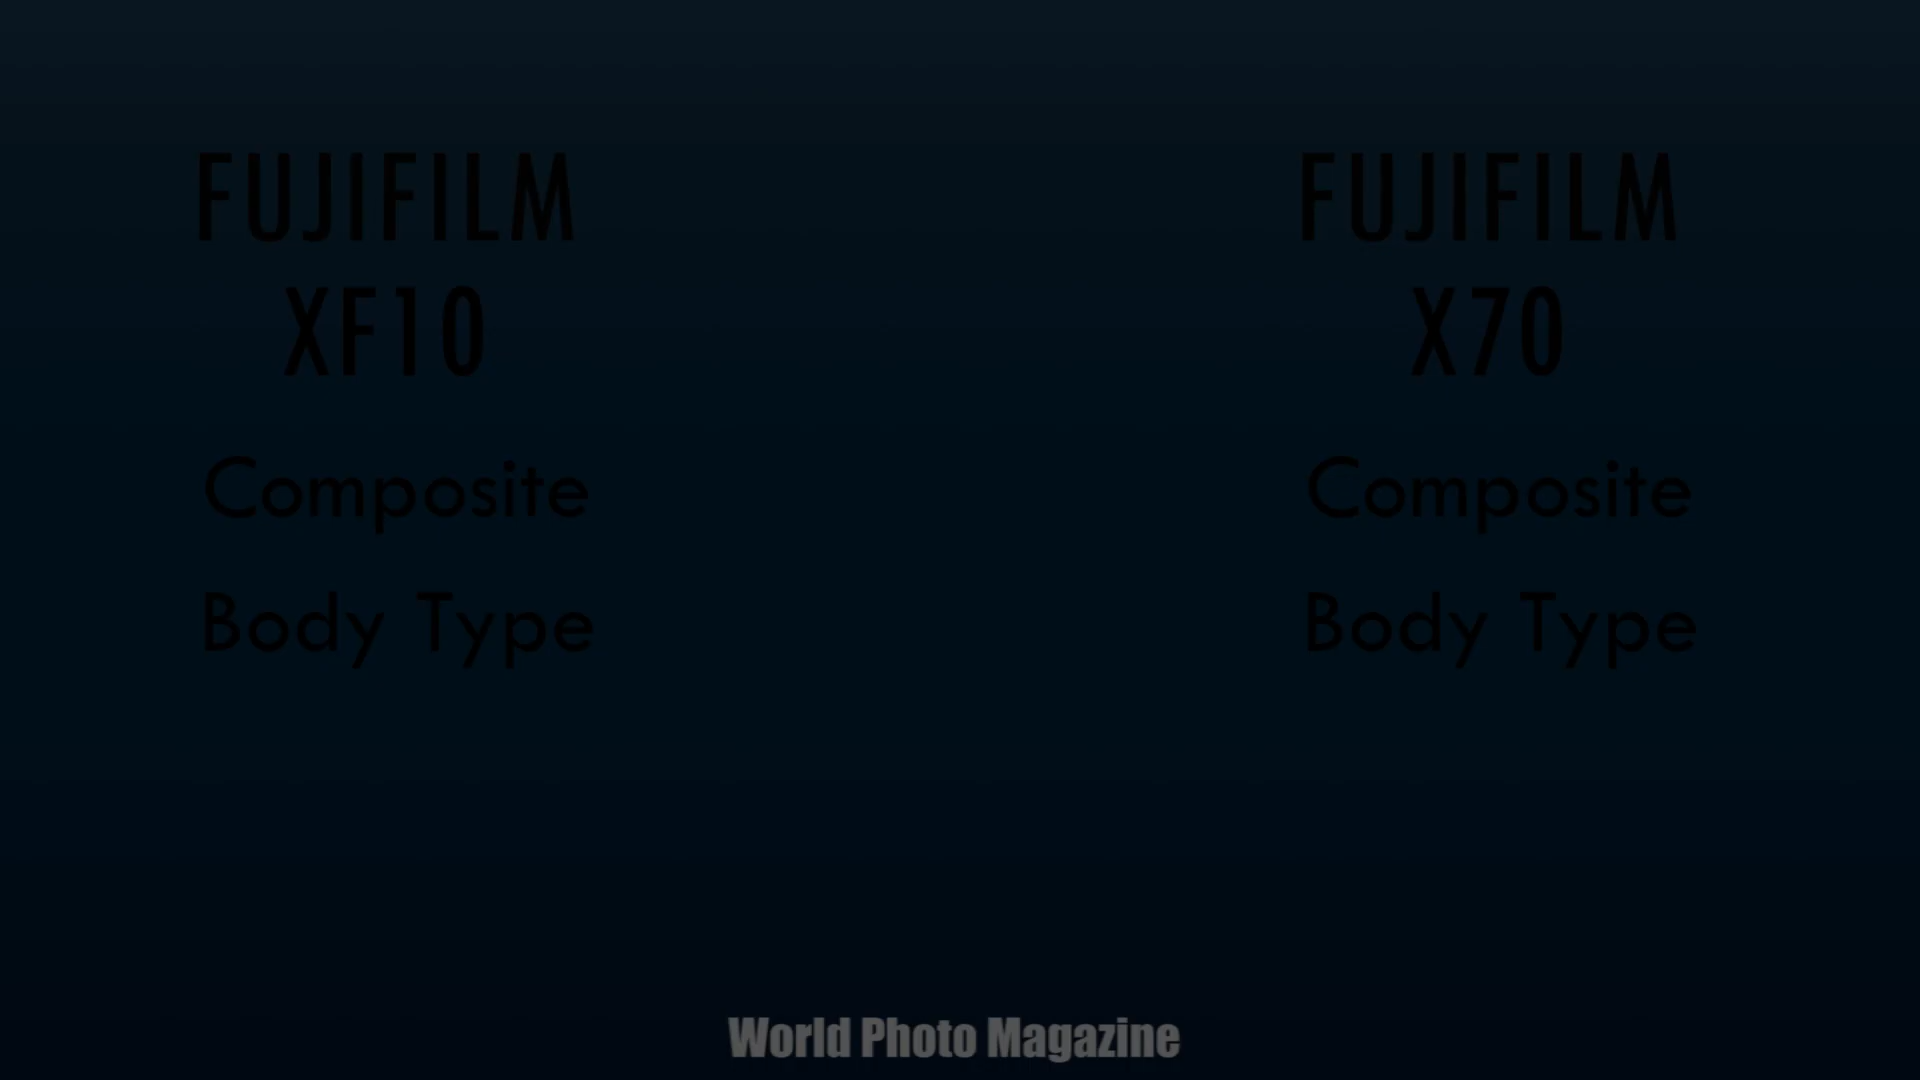 FUJIFILM
XF10
Composite
Body Type
FUJIFILM
X70
Composite
Body Type
World Photo Magazine